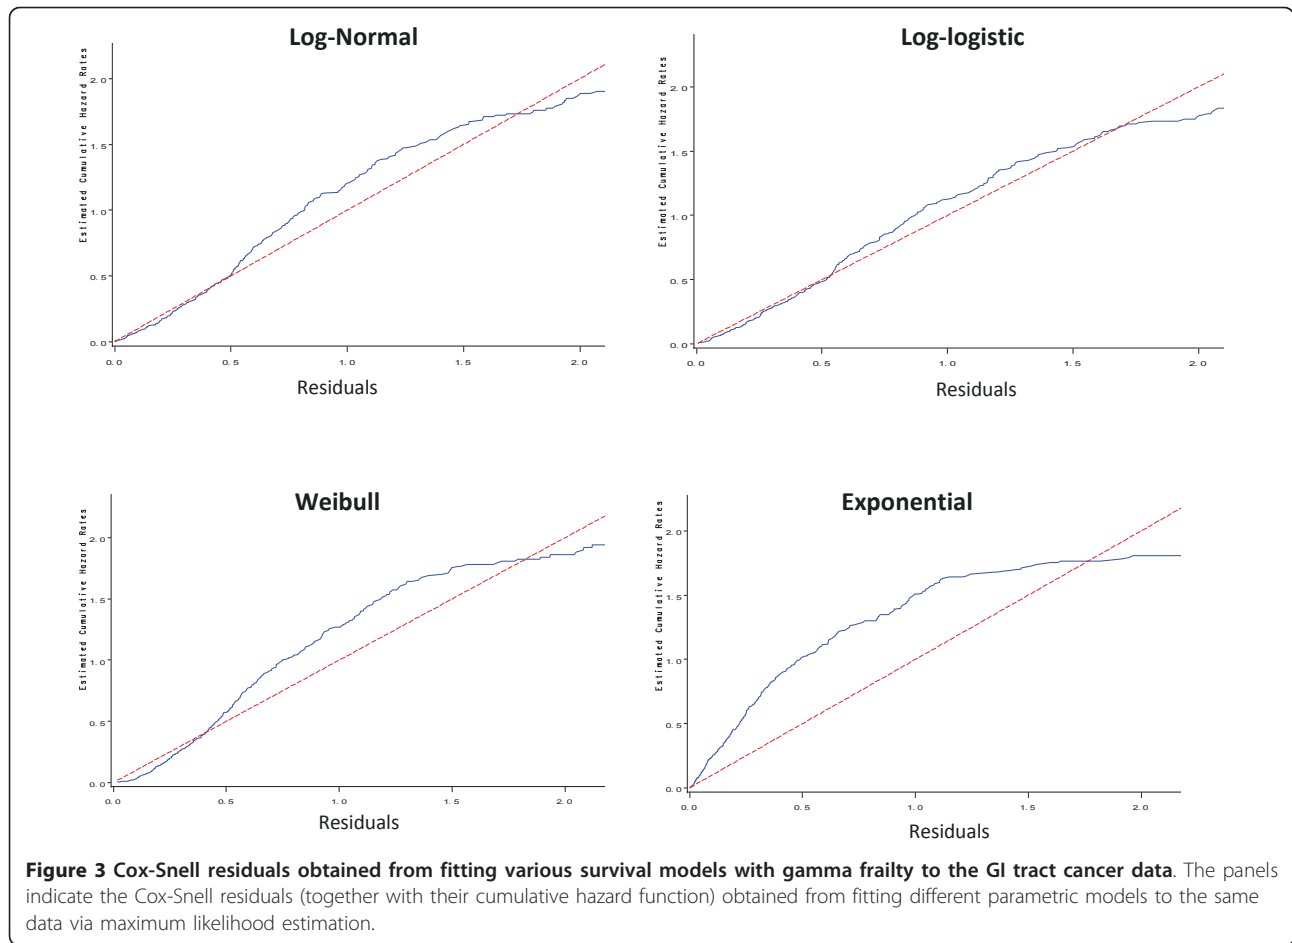 Log-Normal
Estimated Cumulative Hazard Rates
2.0
1.5
1.0
0.5
0.0
0.0 0.5 1.0 1.5 2.0
Residuals
Log-logistic
Estimated Cumulative Hazard Rates
2.0
1.5
1.0
0.5
0.0
0.0 0.5 1.0 1.5 2.0
Residuals
Weibull
Estimated Cumulative Hazard Rates
2.0
1.5
1.0
0.5
0.0
0.0 0.5 1.0 1.5 2.0
Residuals
Exponential
Estimated Cumulative Hazard Rates
2.0
1.5
1.0
0.5
0.0
0.0 0.5 1.0 1.5 2.0
Residuals
Figure 3 Cox-Snell residuals obtained from fitting various survival models with gamma frailty to the GI tract cancer data. The panels
indicate the Cox-Snell residuals (together with their cumulative hazard function) obtained from fitting different parametric models to the same
data via maximum likelihood estimation.